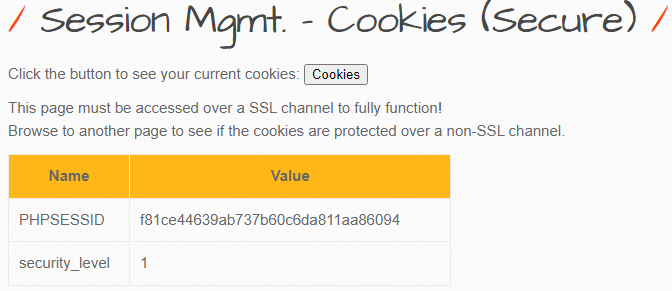 / Session Mgmt. - Cookies (Secure) /
Click the button to see your current cookies: Cookies
This page must be accessed over a SSL channel to fully function!
Browse to another page to see if the cookies are protected over a non-SSL channel.
Name Value
PHPSESSID f81ce44639ab737b60c6da811aa86094
security_level 1